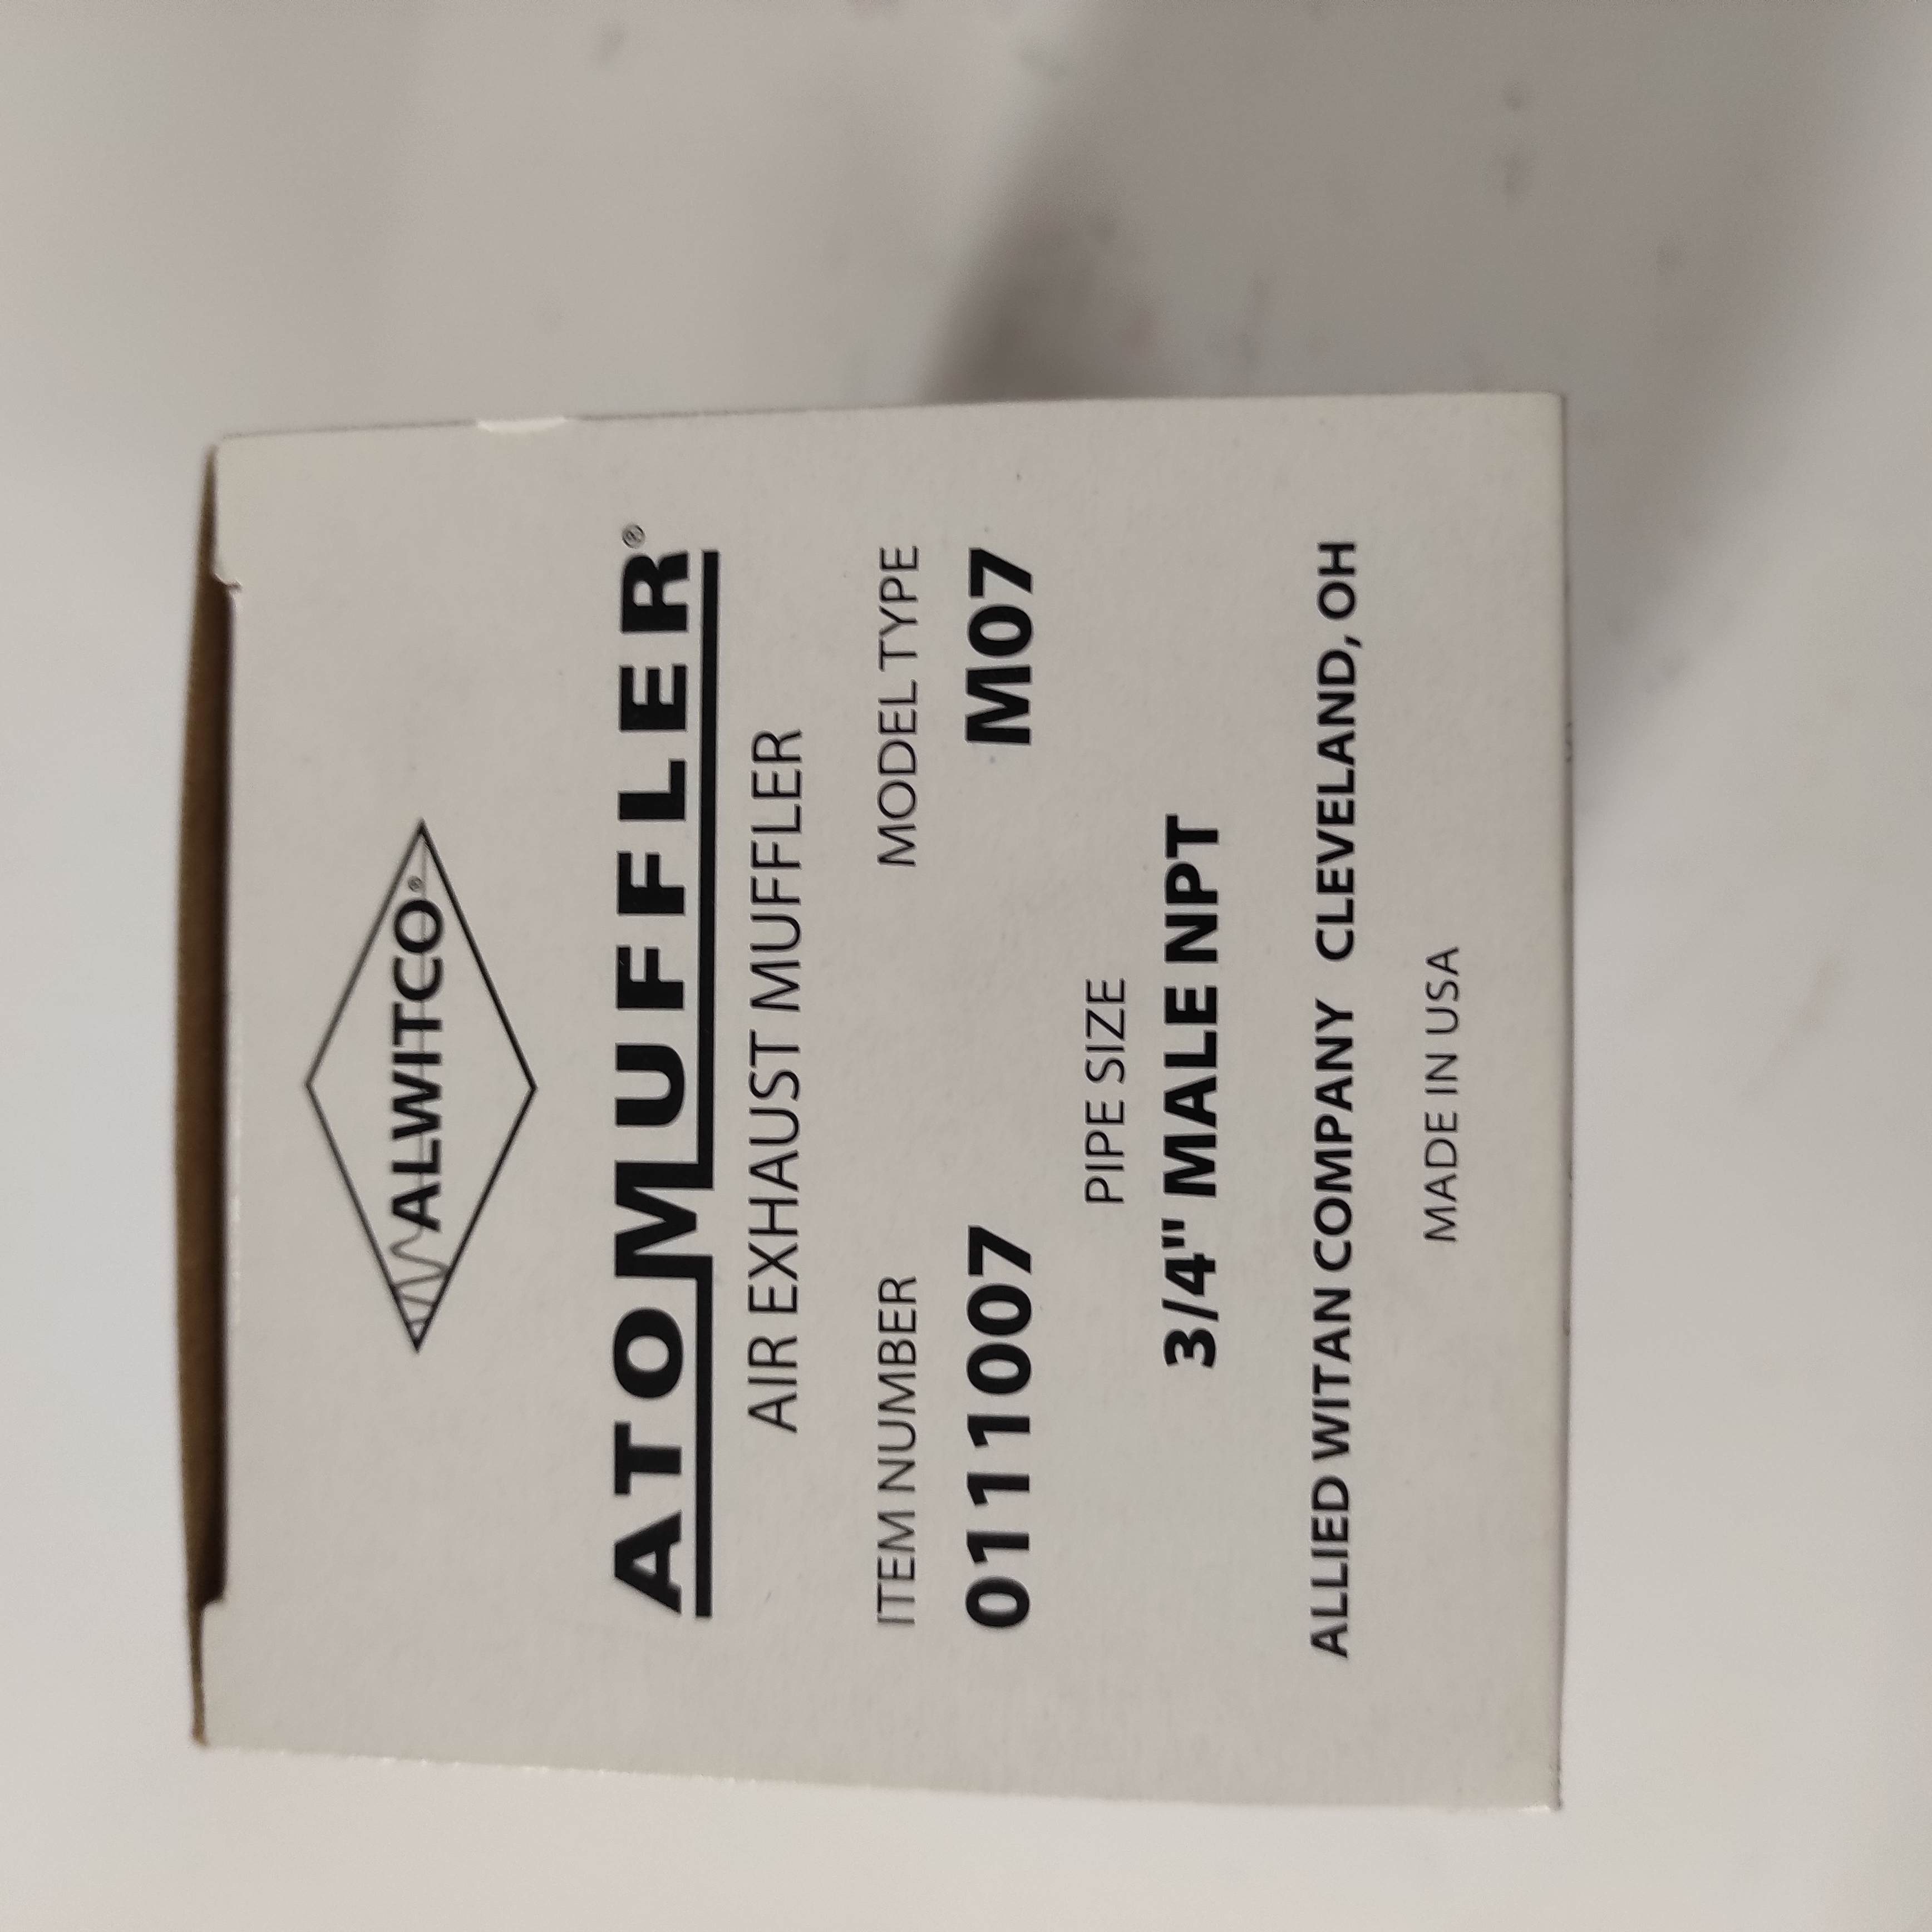 ALWITCO®
ATOMUFFLER®
AIR EXHAUST MUFFLER
ITEM NUMBER MODEL TYPE
0111007 M07
PIPE SIZE
3/4" MALE NPT
ALLIED WITAN COMPANY CLEVELAND, OH
MADE IN USA